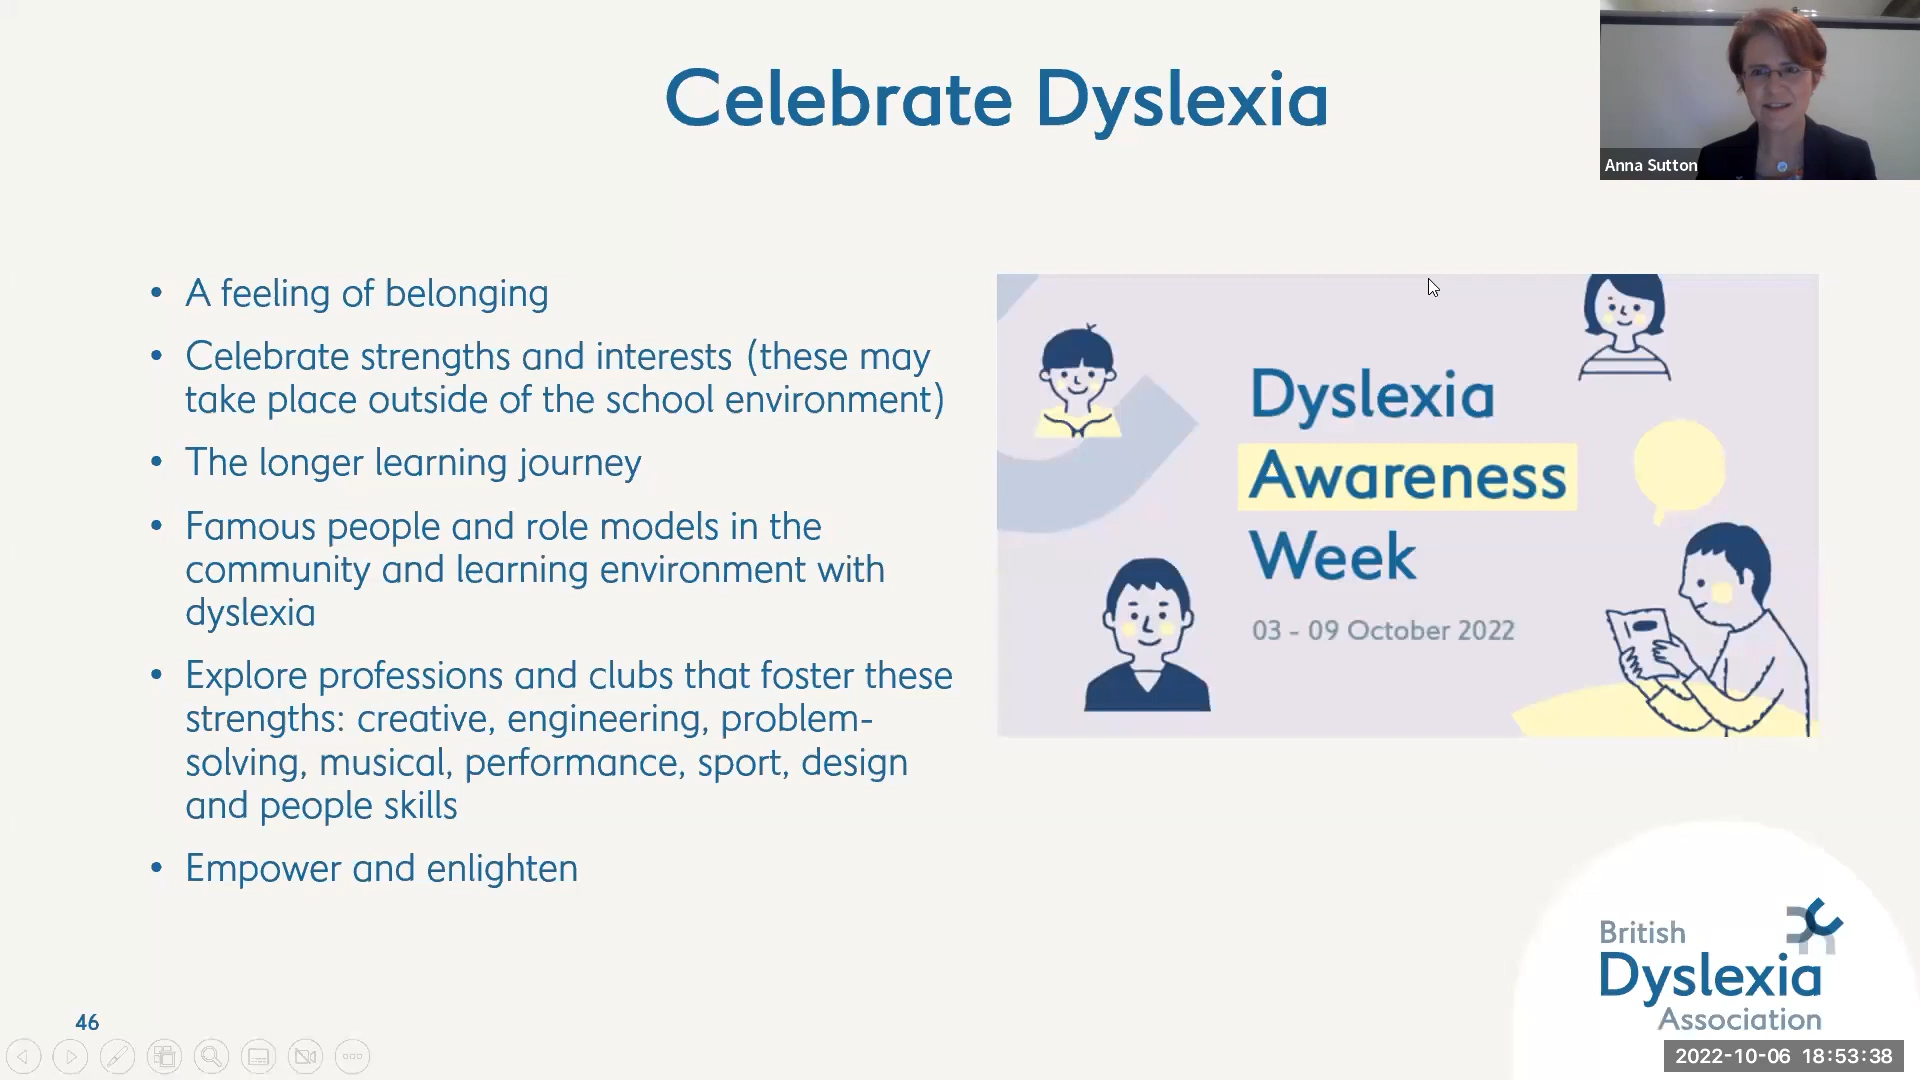 Celebrate Dyslexia
Anna Sutton
• A feeling of belonging
• Celebrate strengths and interests (these may
take place outside of the school environment)
• The longer learning journey
• Famous people and role models in the
community and learning environment with
dyslexia
• Explore professions and clubs that foster these
strengths: creative, engineering, problem-
solving, musical, performance, sport, design
and people skills
• Empower and enlighten
Dyslexia
Awareness
Week
03 - 09 October 2022
British
Dyslexia
Association
46
2022-10-06 18:53:38